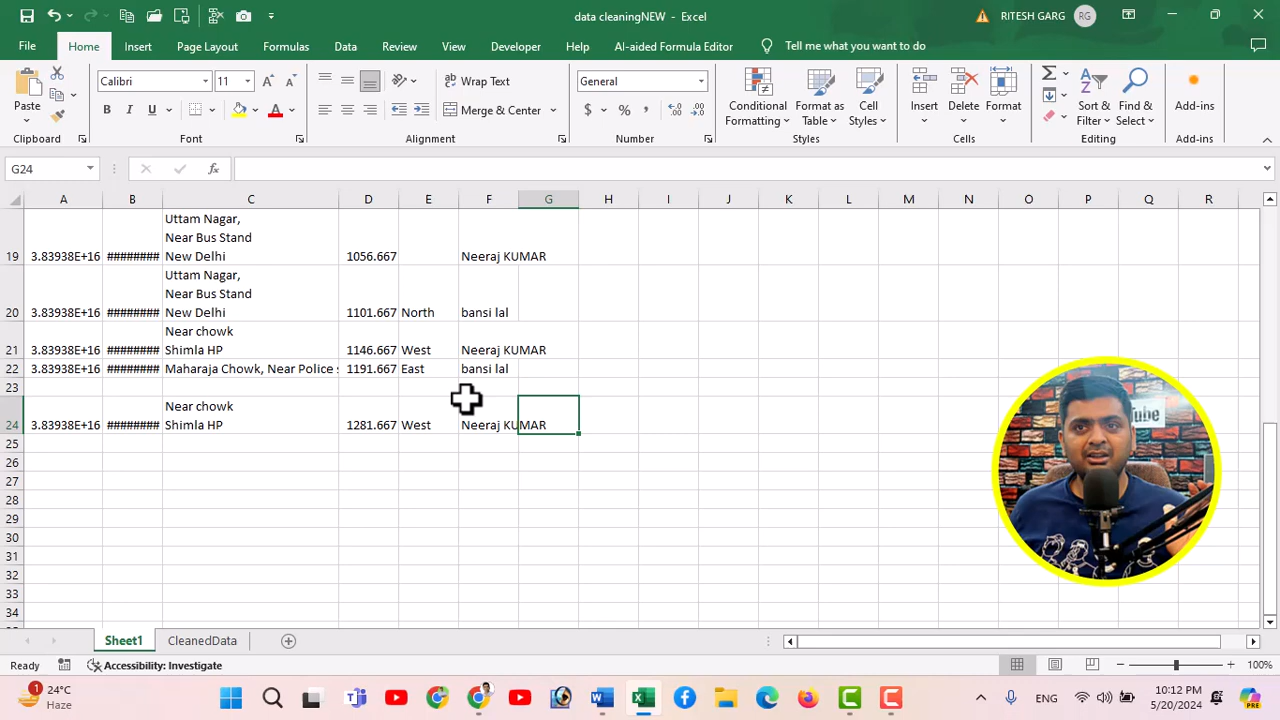 data cleaningNEW - Excel
RITESH GARG
RG
File Home Insert Page Layout Formulas Data Review View Developer Help AI-aided Formula Editor Tell me what you want to do
Paste
Clipboard
Calibri 11
B I U
Font
Wrap Text
Merge & Center
Alignment
General
$ % ,
Number
Conditional Formatting
Format as Table
Cell Styles
Styles
Insert
Delete
Format
Cells
Sort & Filter
Find & Select
Editing
Add-ins
Add-ins
G24
fx
A B C D E F G H I J K L M N O P Q R
Uttam Nagar,
Near Bus Stand
19 3.83938E+16 ######## New Delhi 1056.667 Neeraj KUMAR
Uttam Nagar,
Near Bus Stand
20 3.83938E+16 ######## New Delhi 1101.667 North bansi lal
Near chowk
21 3.83938E+16 ######## Shimla HP 1146.667 West Neeraj KUMAR
22 3.83938E+16 ######## Maharaja Chowk, Near Police s 1191.667 East bansi lal
23
Near chowk
24 3.83938E+16 ######## Shimla HP 1281.667 West Neeraj KUMAR
25
26
27
28
29
30
31
32
33
34
Tube
Sheet1 CleanedData
Ready Accessibility: Investigate 100%
1 24°C
Haze
ENG
10:12 PM
5/20/2024
PRE